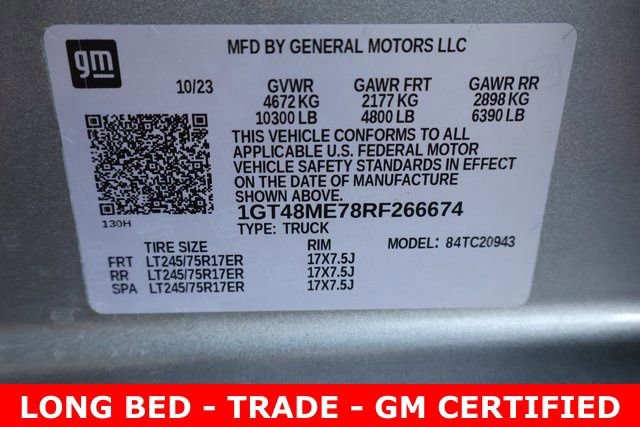 gm
MFD BY GENERAL MOTORS LLC
10/23 GVWR GAWR FRT GAWR RR
4672 KG 2177 KG 2898 KG
10300 LB 4800 LB 6390 LB
THIS VEHICLE CONFORMS TO ALL
APPLICABLE U.S. FEDERAL MOTOR
VEHICLE SAFETY STANDARDS IN EFFECT
ON THE DATE OF MANUFACTURE
SHOWN ABOVE.
1GT48ME78RF266674
130H
TYPE: TRUCK MODEL: 84TC20943
TIRE SIZE RIM
FRT LT245/75R17ER 17X7.5J
RR LT245/75R17ER 17X7.5J
SPA LT245/75R17ER 17X7.5J
LONG BED - TRADE - GM CERTIFIED